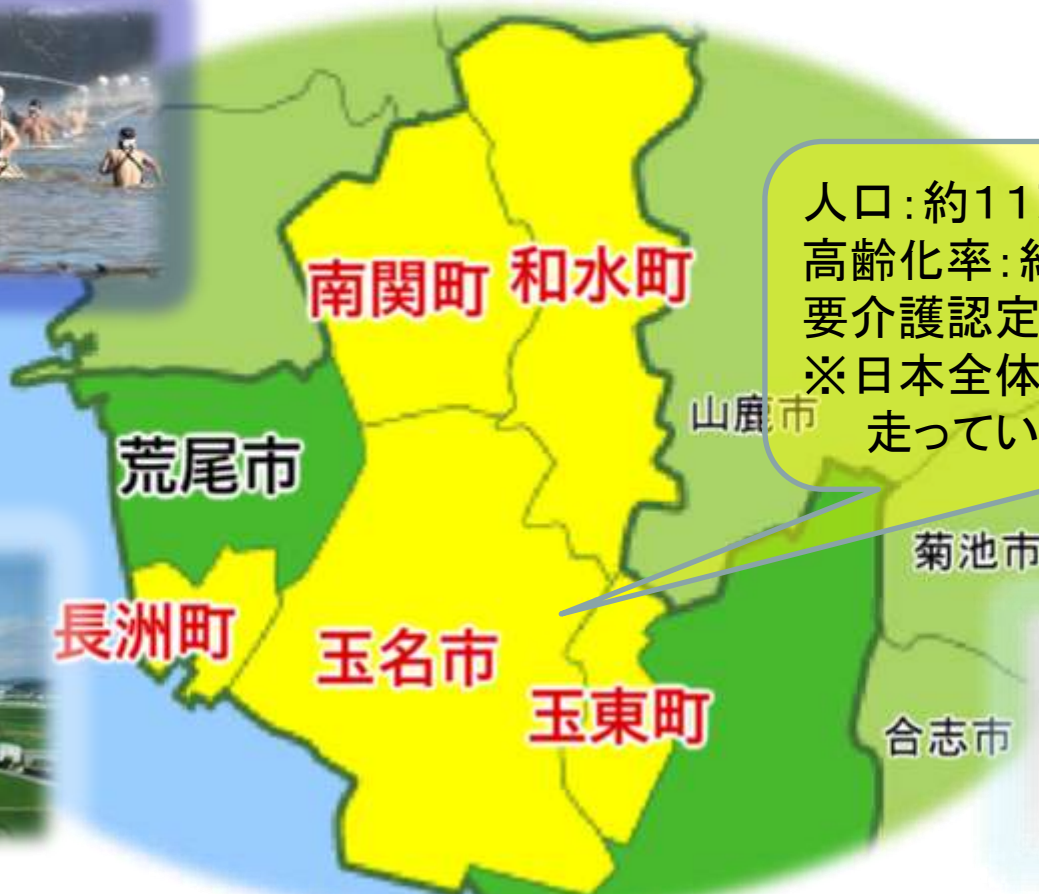 人口：約１１
高齢化率：約
要介護認定
※日本全体
走ってい
南関町
和水町
山鹿市
荒尾市
菊池市
長洲町
玉名市
玉東町
合志市